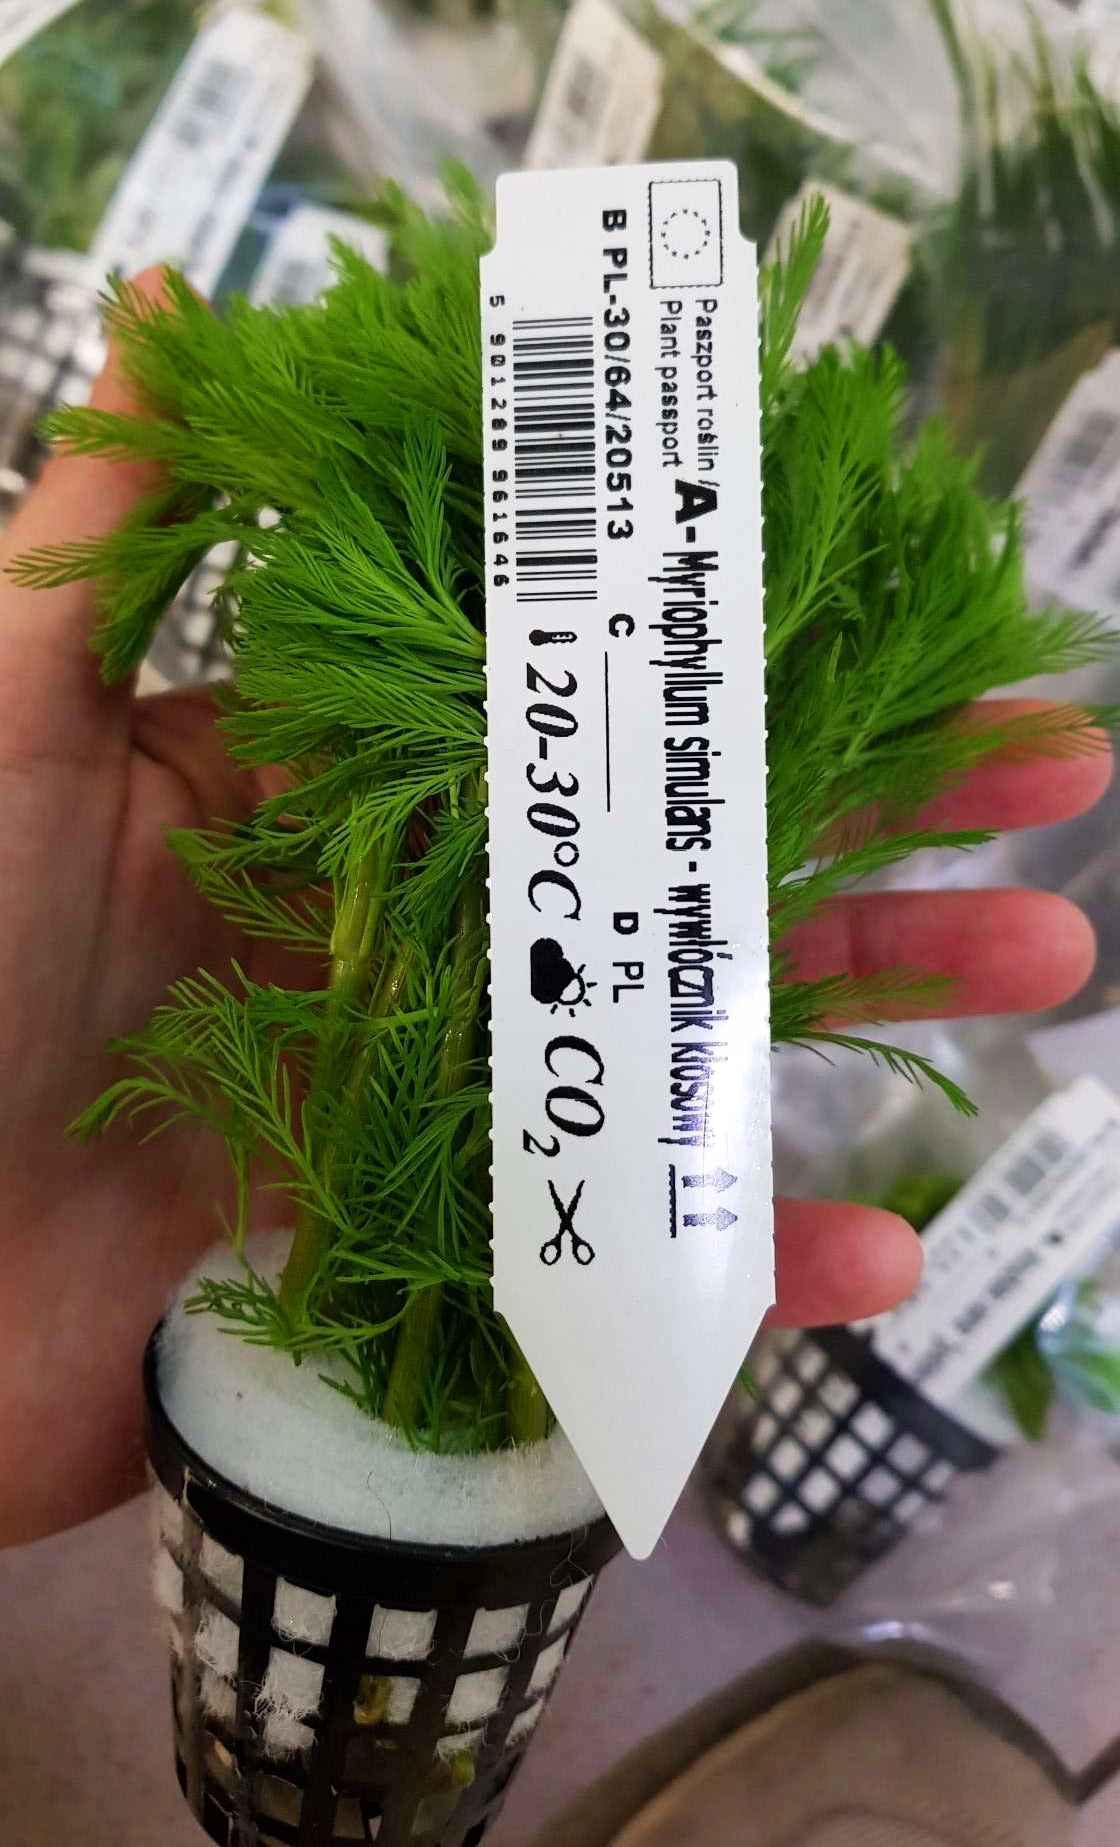 Paszport roślin/
Plant passport
A- Myriophyllum simulans - wywłócznik kłosowy
B PL-30/64/20513
C
D PL
5 901289 961646
20-30°C
CO₂